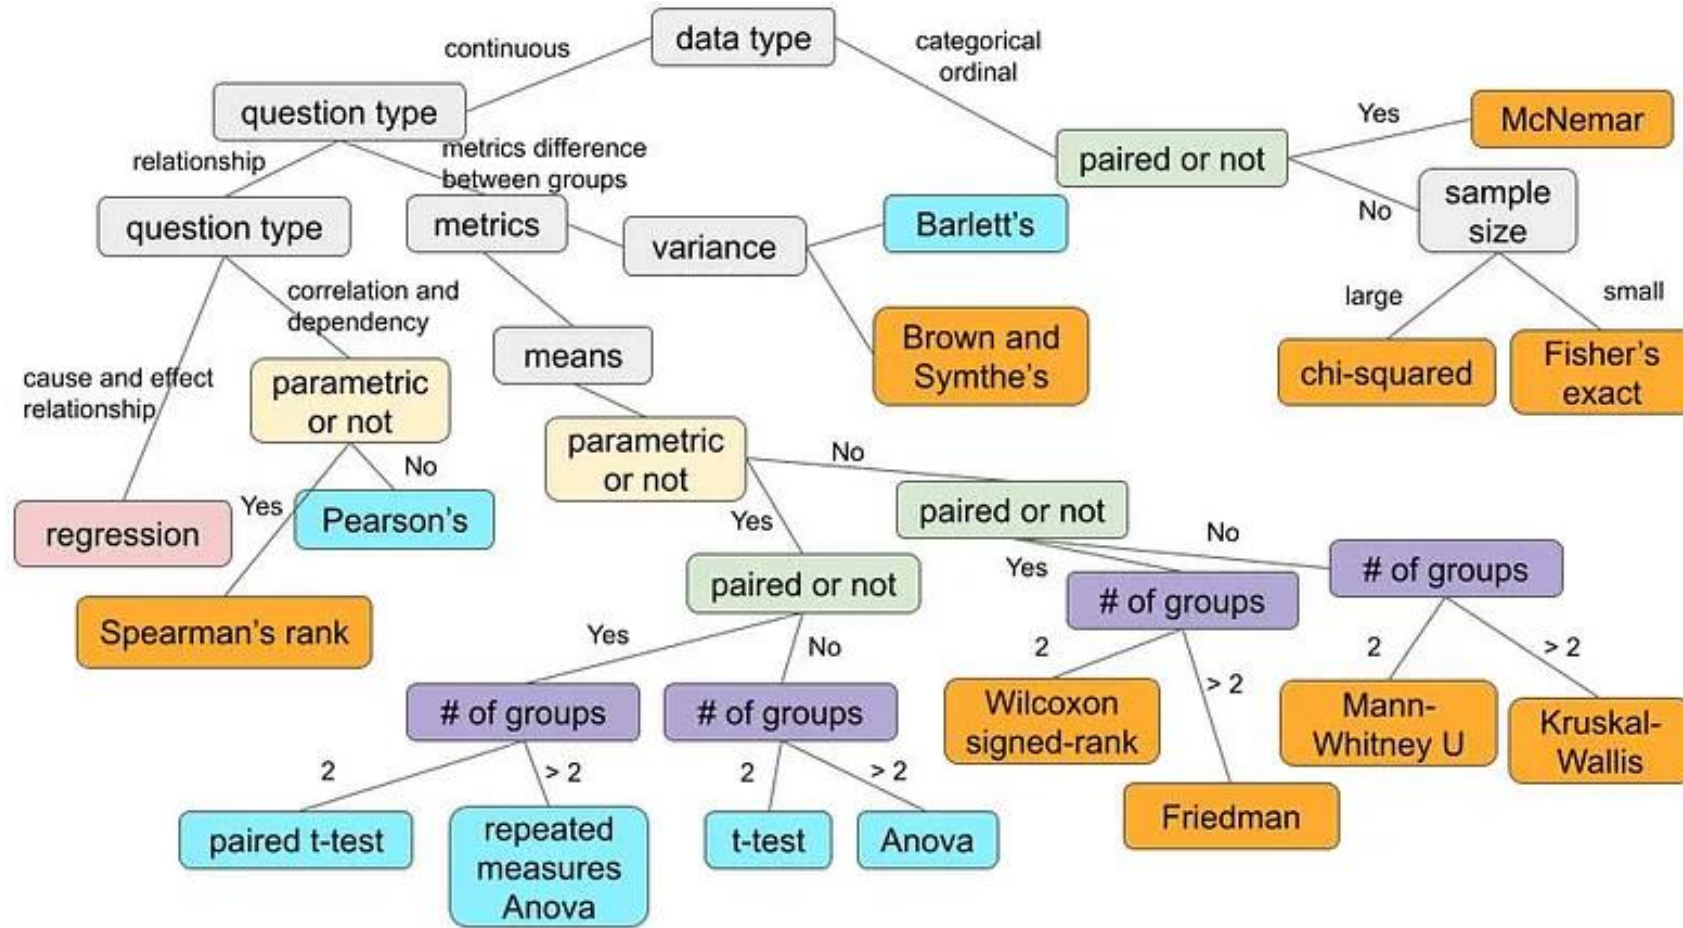 data type
continuous
categorical
ordinal
question type
McNemar
Yes
paired or not
relationship
metrics difference
between groups
No
sample
size
question type
metrics
variance
Barlett's
large
small
correlation and
dependency
Brown and
Symthe's
chi-squared
Fisher's
exact
means
cause and effect
relationship
parametric
or not
parametric
or not
No
No
Yes
regression
Pearson's
Yes
paired or not
No
Yes
# of groups
paired or not
# of groups
Spearman's rank
Yes
No
2
> 2
2
> 2
# of groups
# of groups
Wilcoxon
signed-rank
Mann-
Whitney U
Kruskal-
Wallis
2
> 2
2
> 2
Friedman
paired t-test
repeated
measures
Anova
t-test
Anova